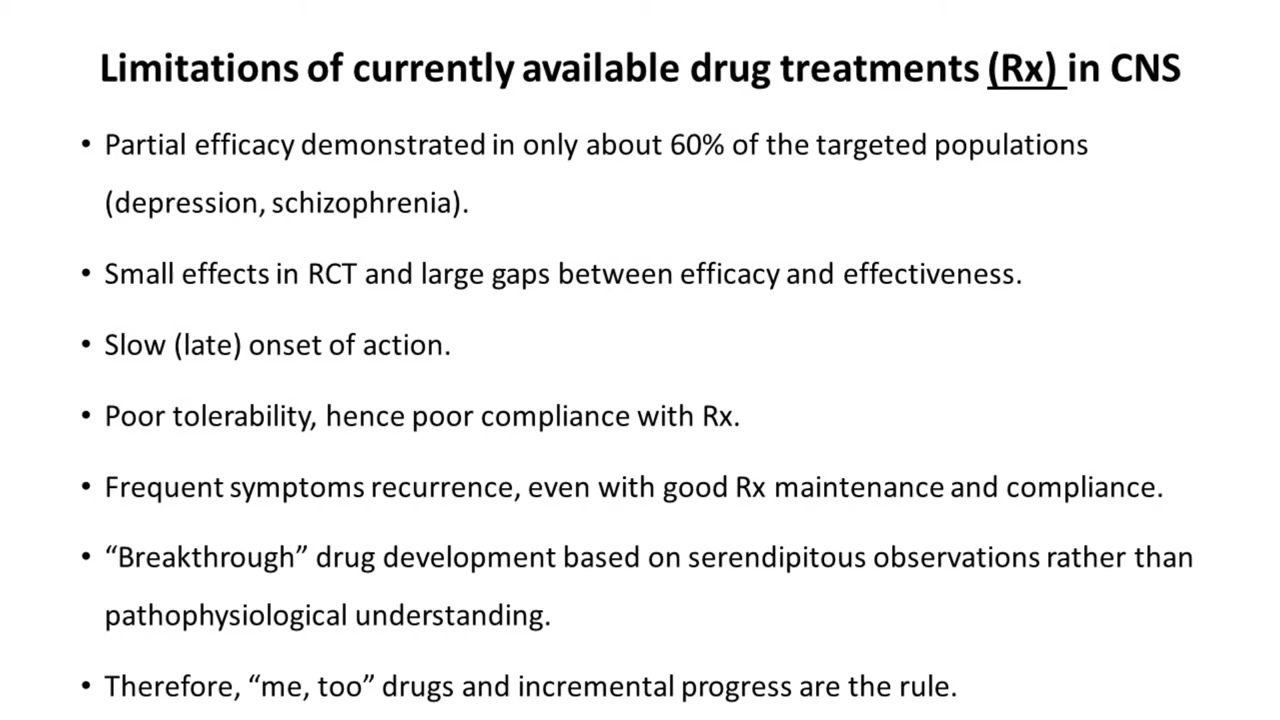 Limitations of currently available drug treatments (Rx) in CNS
• Partial efficacy demonstrated in only about 60% of the targeted populations
(depression, schizophrenia).
• Small effects in RCT and large gaps between efficacy and effectiveness.
• Slow (late) onset of action.
• Poor tolerability, hence poor compliance with Rx.
• Frequent symptoms recurrence, even with good Rx maintenance and compliance.
• “Breakthrough” drug development based on serendipitous observations rather than
pathophysiological understanding.
• Therefore, “me, too” drugs and incremental progress are the rule.